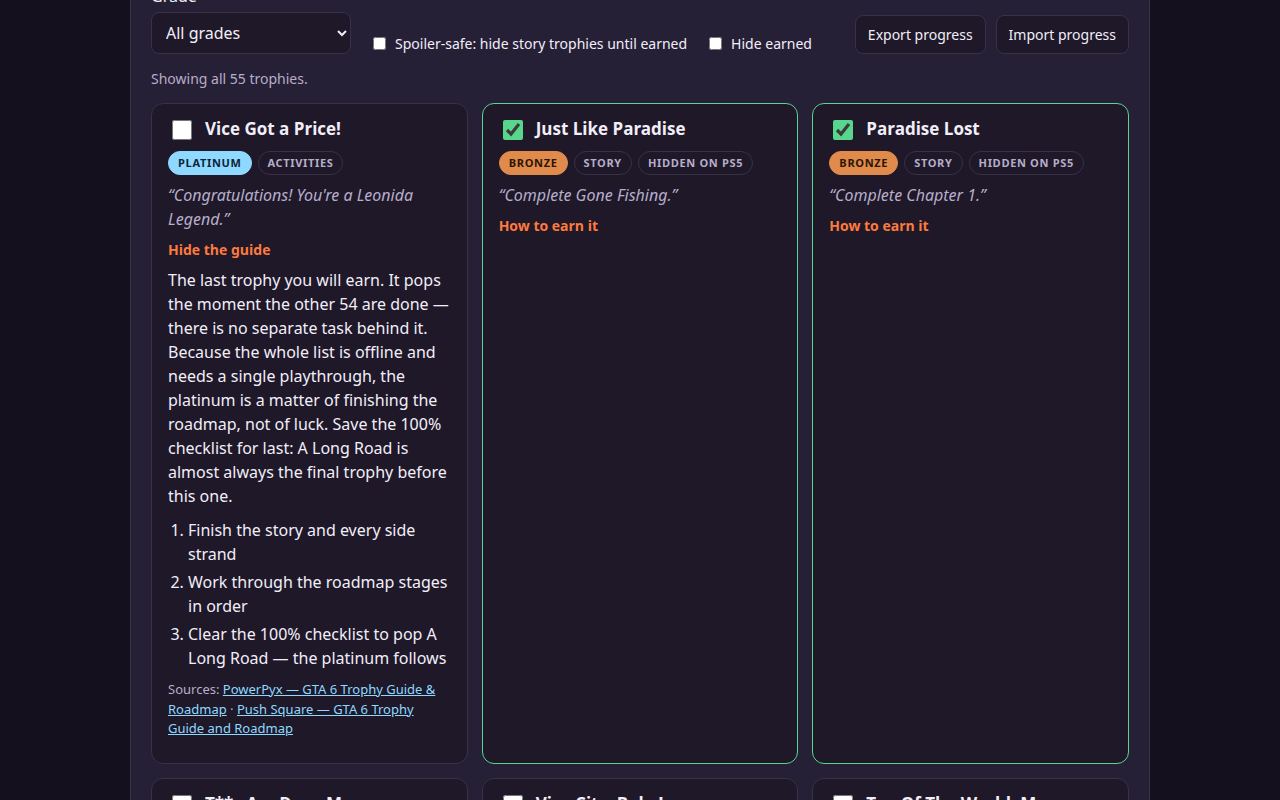 All grades
Spoiler-safe: hide story trophies until earned
Hide earned
Export progress
Import progress
Showing all 55 trophies.
Vice Got a Price!
PLATINUM
ACTIVITIES
“Congratulations! You're a Leonida
Legend.”
Hide the guide
The last trophy you will earn. It pops
the moment the other 54 are done —
there is no separate task behind it.
Because the whole list is offline and
needs a single playthrough, the
platinum is a matter of finishing the
roadmap, not of luck. Save the 100%
checklist for last: A Long Road is
almost always the final trophy before
this one.
1. Finish the story and every side
strand
2. Work through the roadmap stages
in order
3. Clear the 100% checklist to pop A
Long Road — the platinum follows
Sources: PowerPyx — GTA 6 Trophy Guide &
Roadmap · Push Square — GTA 6 Trophy
Guide and Roadmap
Just Like Paradise
BRONZE
STORY
HIDDEN ON PS5
“Complete Gone Fishing.”
How to earn it
Paradise Lost
BRONZE
STORY
HIDDEN ON PS5
“Complete Chapter 1.”
How to earn it